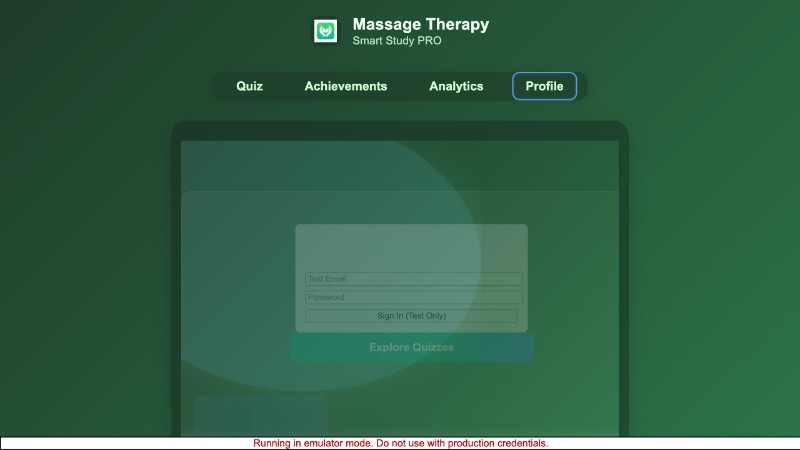 Massage Therapy
Smart Study PRO
Quiz
Achievements
Analytics
Profile
Test Email
Password
Sign In (Test Only)
Explore Quizzes
Running in emulator mode. Do not use with production credentials.